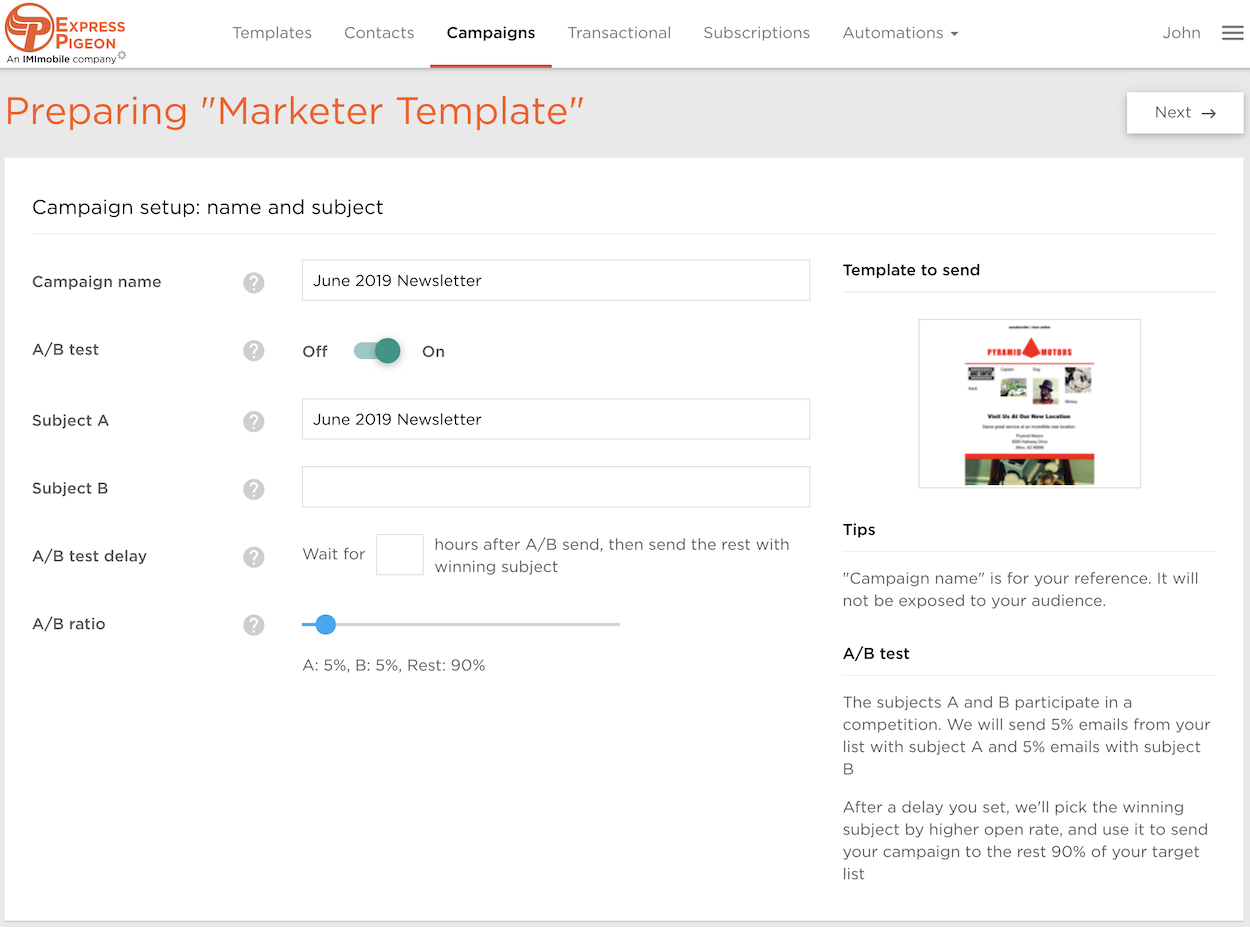 EXPRESS
PIGEON
An IMImobile company
Templates
Contacts
Campaigns
Transactional
Subscriptions
Automations
John
Preparing "Marketer Template"
Next →
Campaign setup: name and subject
Campaign name
?
June 2019 Newsletter
A/B test
?
Off
On
Subject A
?
June 2019 Newsletter
Subject B
?
A/B test delay
?
Wait for
hours after A/B send, then send the rest with
winning subject
A/B ratio
?
A: 5%, B: 5%, Rest: 90%
Template to send
PYRAMID MOTORS
Captain
Dog
Mickey
Visit Us At Our New Location
Same great service at an incredible new location.
Pyramid Motors
Tips
"Campaign name" is for your reference. It will
not be exposed to your audience.
A/B test
The subjects A and B participate in a
competition. We will send 5% emails from your
list with subject A and 5% emails with subject
B
After a delay you set, we'll pick the winning
subject by higher open rate, and use it to send
your campaign to the rest 90% of your target
list